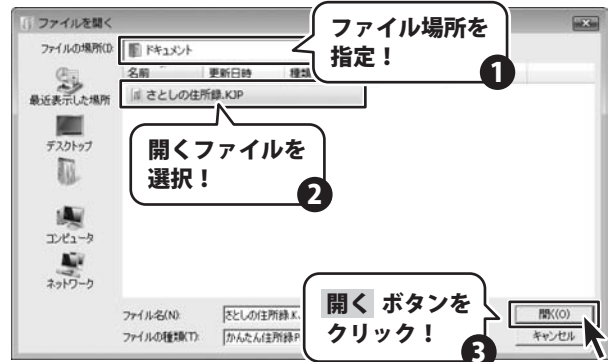 ファイルを開く
ファイル場所を
指定！
1
ファイルの場所(I):
ドキュメント
名前
更新日時
種類
最近表示した場所
さとしの住所録.KJP
デスクトップ
開くファイルを
選択！
2
コンピュータ
ネットワーク
ファイル名(N):
さとしの住所録.K
ファイルの種類(T):
かんたん住所録P
開く ボタンを
クリック！
3
開く(O)
キャンセル